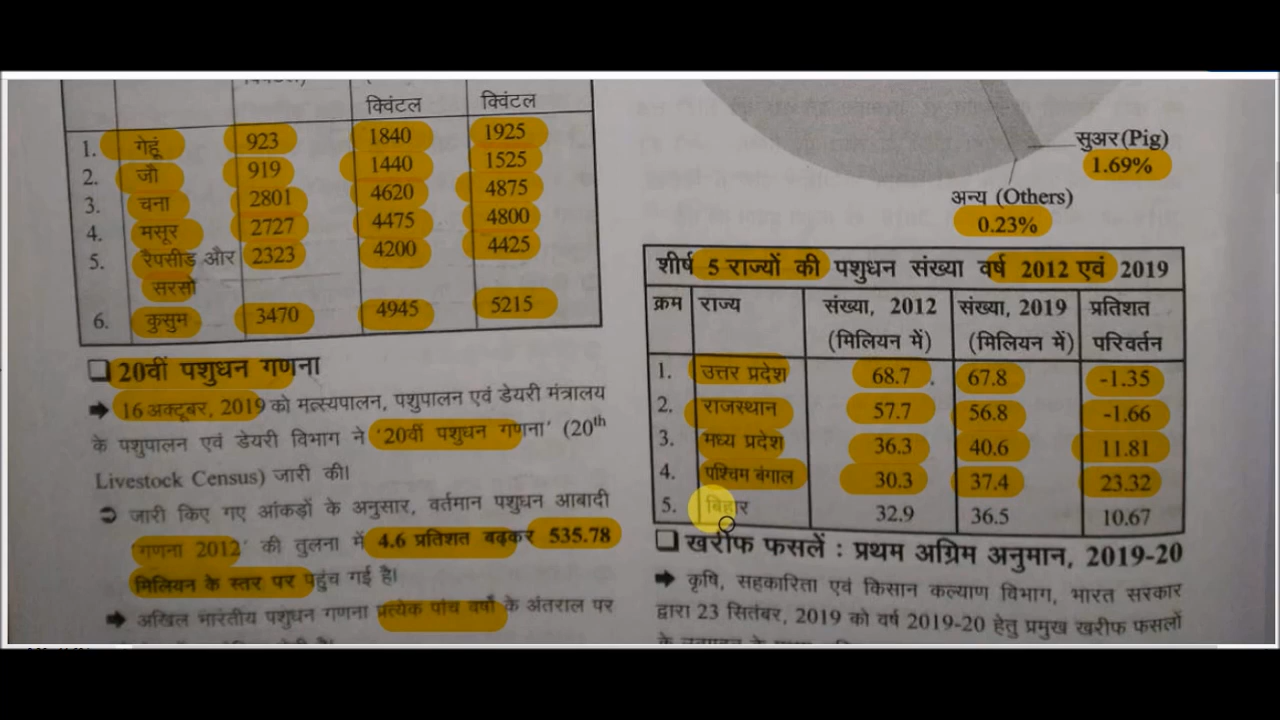 क्विंटल क्विंटल
1. गेहूं 923 1840 1925
2. जौ 919 1440 1525
3. चना 2801 4620 4875
4. मसूर 2727 4475 4800
5. रैपसीड और 2323 4200 4425
सरसो
6. कुसुम 3470 4945 5215
❑ 20वीं पशुधन गणना
➡ 16 अक्टूबर, 2019 को मत्स्यपालन, पशुपालन एवं डेयरी मंत्रालय
के पशुपालन एवं डेयरी विभाग ने '20वीं पशुधन गणना' (20th
Livestock Census) जारी की।
➲ जारी किए गए आंकड़ों के अनुसार, वर्तमान पशुधन आबादी
'गणना 2012' की तुलना में 4.6 प्रतिशत बढ़कर 535.78
मिलियन के स्तर पर पहुंच गई है।
➡ अखिल भारतीय पशुधन गणना प्रत्येक पांच वर्षों के अंतराल पर
सुअर(Pig)
1.69%
अन्य (Others)
0.23%
शीर्ष 5 राज्यों की पशुधन संख्या वर्ष 2012 एवं 2019
क्रम राज्य संख्या, 2012 संख्या, 2019 प्रतिशत
(मिलियन में) (मिलियन में) परिवर्तन
1. उत्तर प्रदेश 68.7 67.8 -1.35
2. राजस्थान 57.7 56.8 -1.66
3. मध्य प्रदेश 36.3 40.6 11.81
4. पश्चिम बंगाल 30.3 37.4 23.32
5. बिहार 32.9 36.5 10.67
❑ खरीफ फसलें : प्रथम अग्रिम अनुमान, 2019-20
➡ कृषि, सहकारिता एवं किसान कल्याण विभाग, भारत सरकार
द्वारा 23 सितंबर, 2019 को वर्ष 2019-20 हेतु प्रमुख खरीफ फसलों